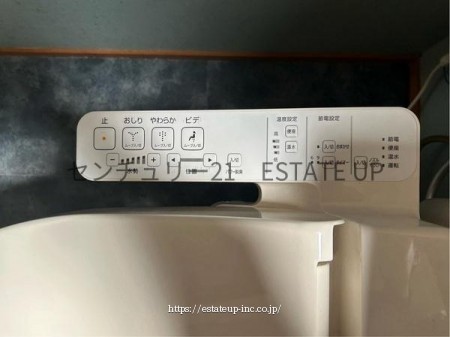 止 おしり やわらか ビデ
温度設定 節電設定
便座
温水
高
入/切
水勢 位置
節電
便座
温水
運転
センチュリー21 ESTATE UP
https://estateup-inc.co.jp/